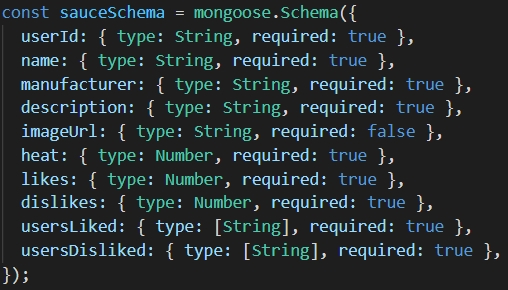 const sauceSchema = mongoose.Schema({
  userId: { type: String, required: true },
  name: { type: String, required: true },
  manufacturer: { type: String, required: true },
  description: { type: String, required: true },
  imageUrl: { type: String, required: false },
  heat: { type: Number, required: true },
  likes: { type: Number, required: true },
  dislikes: { type: Number, required: true },
  usersLiked: { type: [String], required: true },
  usersDisliked: { type: [String], required: true },
});